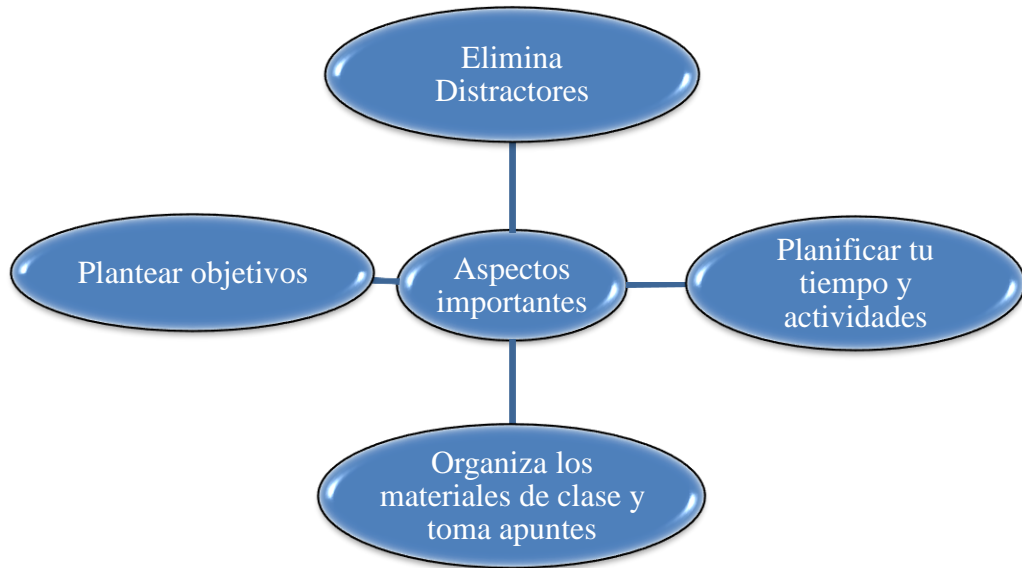 Elimina
Distractores
Plantear objetivos
Aspectos
importantes
Planificar tu
tiempo y
actividades
Organiza los
materiales de clase y
toma apuntes